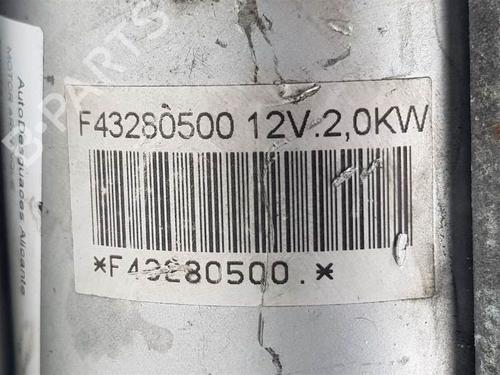 F43280500 12V.2,0KW
*F43280500.*
AutoDesguaces Alicante
B-PARTS